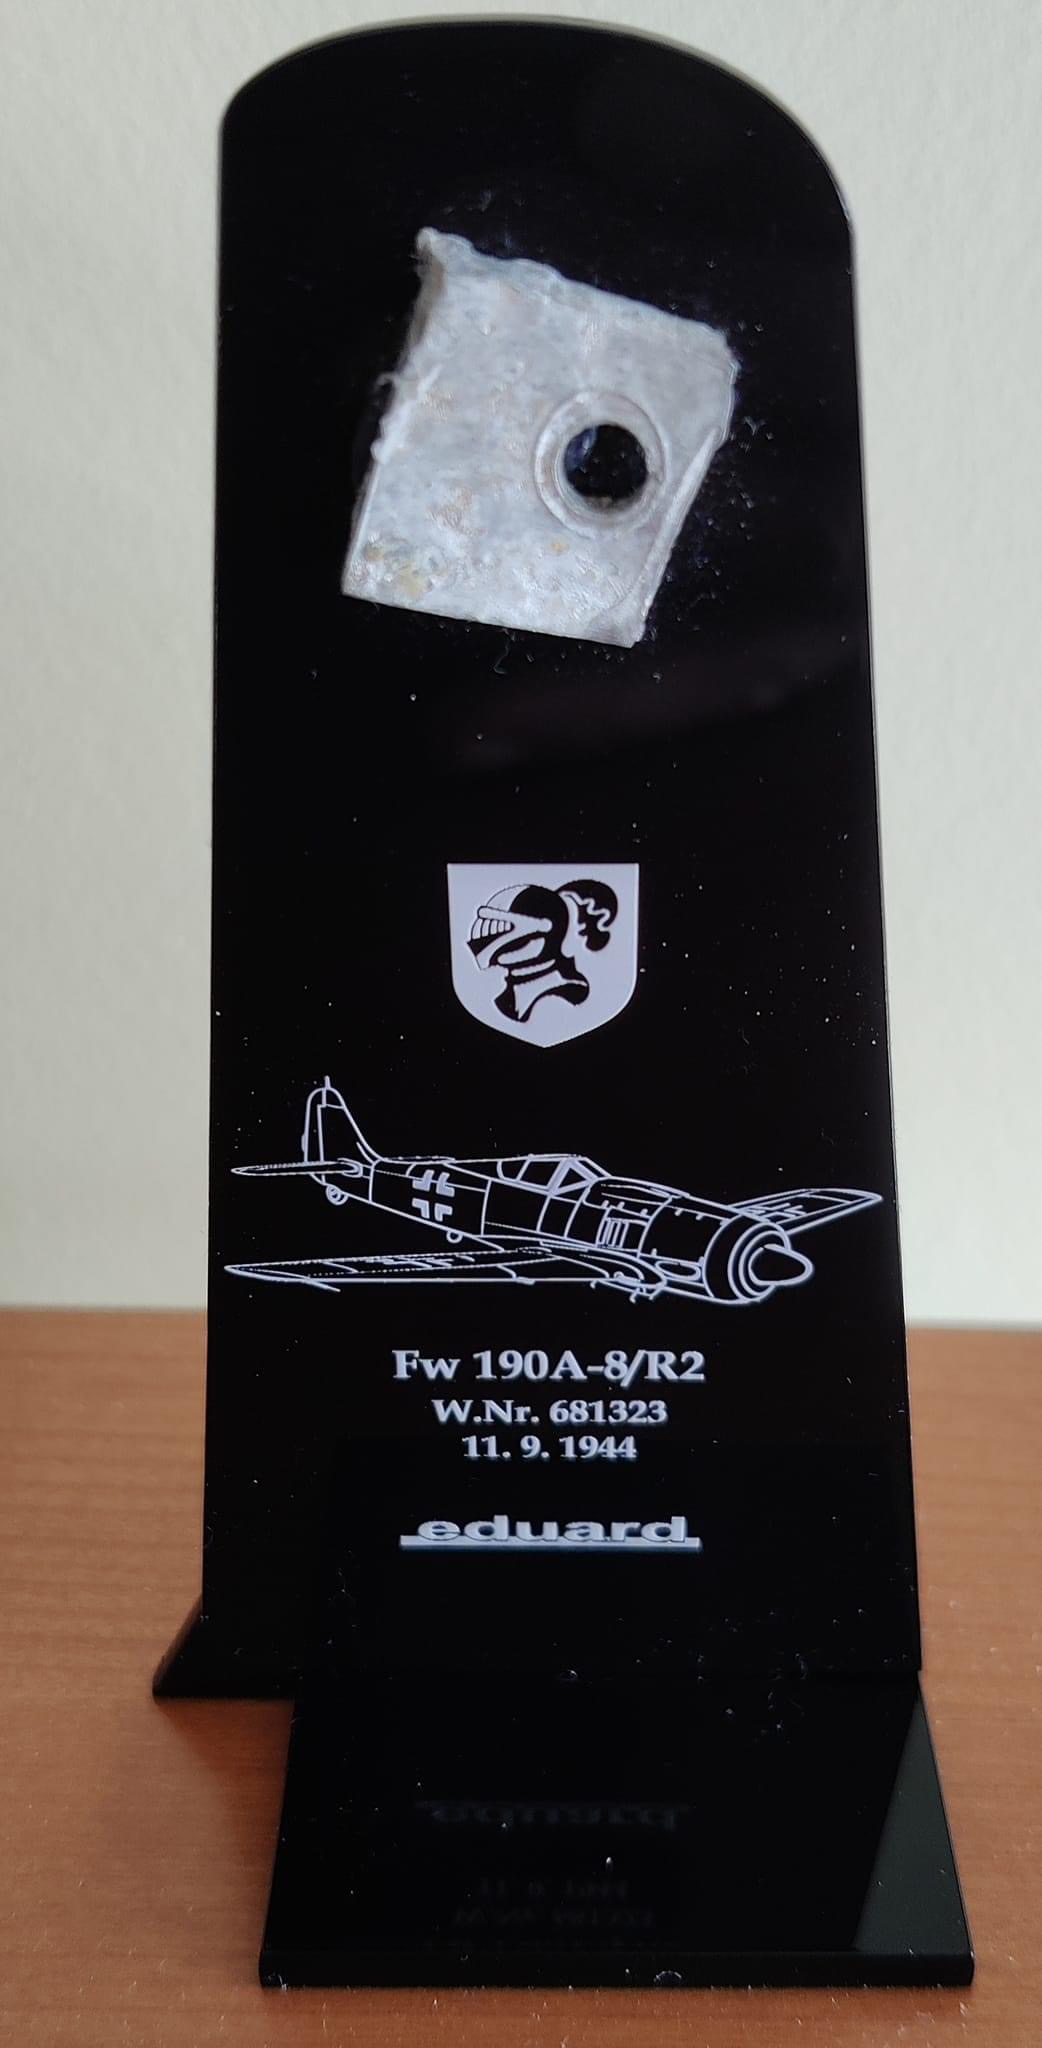 Fw 190A-8/R2
W.Nr. 681323
11. 9. 1944
eduard